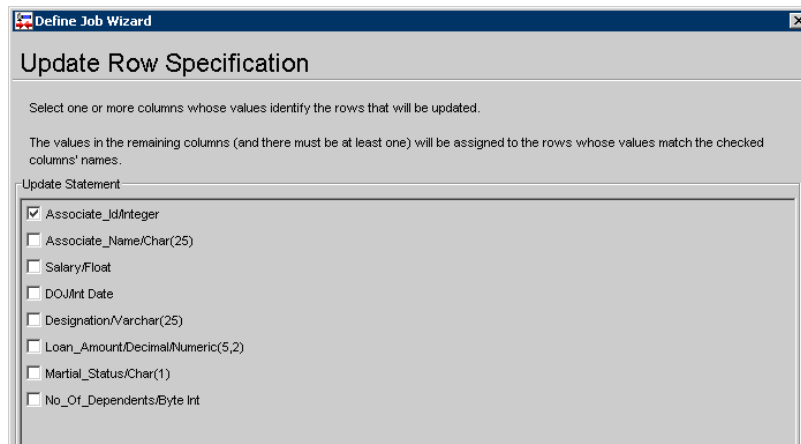 Define Job Wizard
Update Row Specification
Select one or more columns whose values identify the rows that will be updated.
The values in the remaining columns (and there must be at least one) will be assigned to the rows whose values match the checked
columns' names.
Update Statement
Associate_Id/Integer
Associate_Name/Char(25)
Salary/Float
DOJ/Int Date
Designation/Varchar(25)
Loan_Amount/Decimal/Numeric(5,2)
Martial_Status/Char(1)
No_Of_Dependents/Byte Int